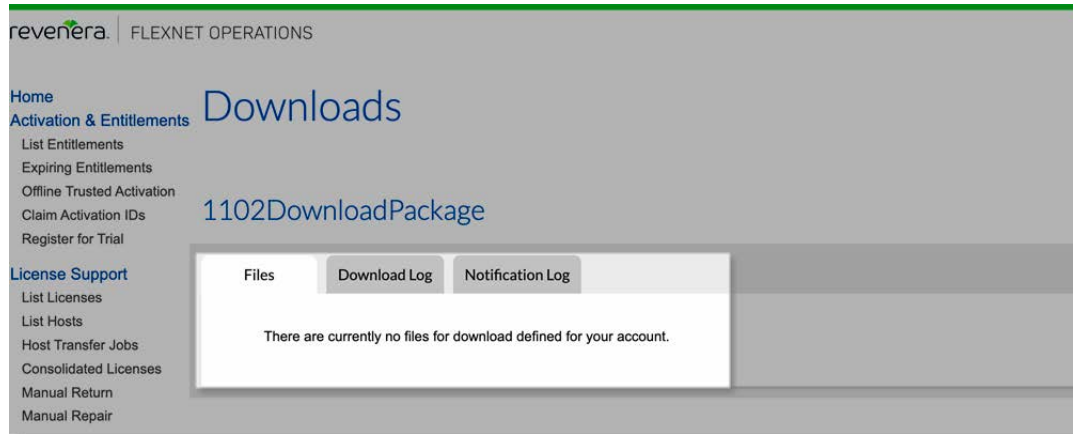 revenera. FLEXNET OPERATIONS
Home
Activation & Entitlements
List Entitlements
Expiring Entitlements
Offline Trusted Activation
Claim Activation IDs
Register for Trial
License Support
List Licenses
List Hosts
Host Transfer Jobs
Consolidated Licenses
Manual Return
Manual Repair
Downloads
1102DownloadPackage
Files Download Log Notification Log
There are currently no files for download defined for your account.